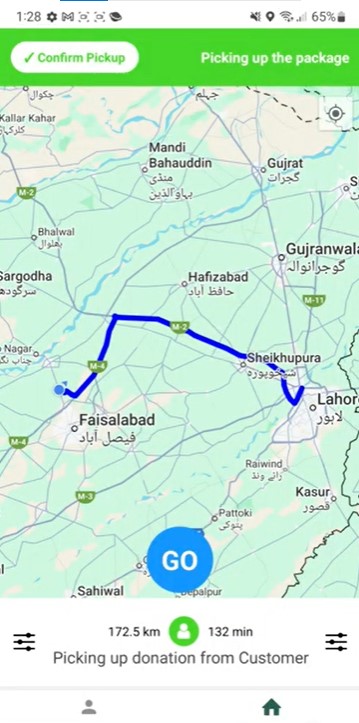 1:28
65%
✓ Confirm Pickup
Picking up the package
چکوال
جہلم
Kallar Kahar
Mandi
Bahauddin
منڈی
بہاؤالدین
Gujrat
گجرات
M-2
Bhalwal
بھلوال
Gujranwala
گوجرانوالہ
Sargodha
Hafizabad
حافظ آباد
M-11
M-2
Nagar
Sheikhupura
شیخوپورہ
M-4
Lahor
لاہور
Faisalabad
فیصل آباد
M-4
Raiwind
رائے ونڈ
M-3
Kasur
قصور
Pattoki
پتوکی
GO
Sahiwal
172.5 km
132 min
Picking up donation from Customer